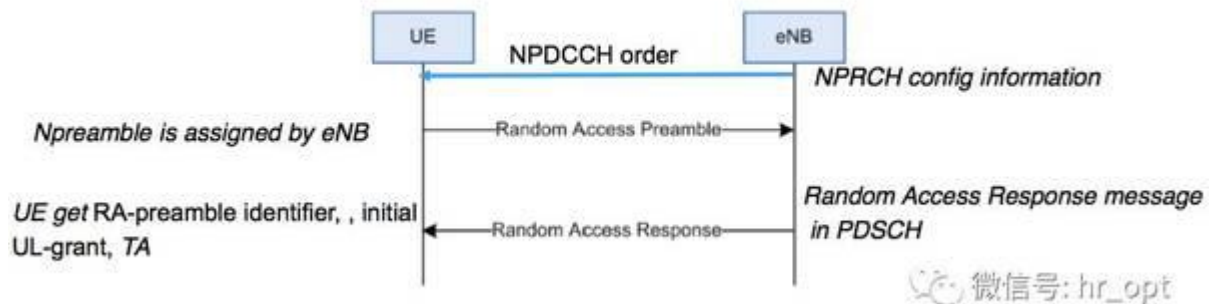 UE
eNB
NPDCCH order
NPRCH config information
Npreamble is assigned by eNB
Random Access Preamble
UE get RA-preamble identifier, , initial
UL-grant, TA
Random Access Response
Random Access Response message
in PDSCH
微信号: hr_opt